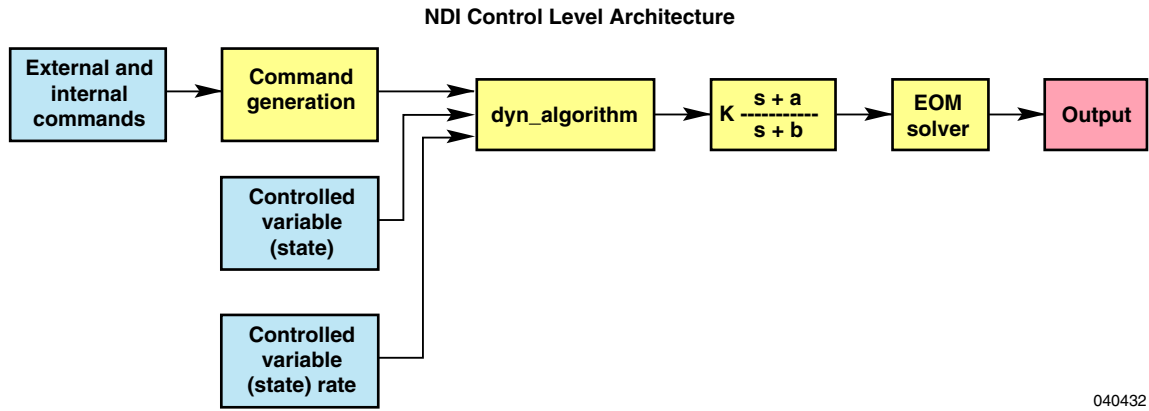 NDI Control Level Architecture
External and
internal
commands
Command
generation
dyn_algorithm
K s + a
-----------
s + b
EOM
solver
Output
Controlled
variable
(state)
Controlled
variable
(state) rate
040432